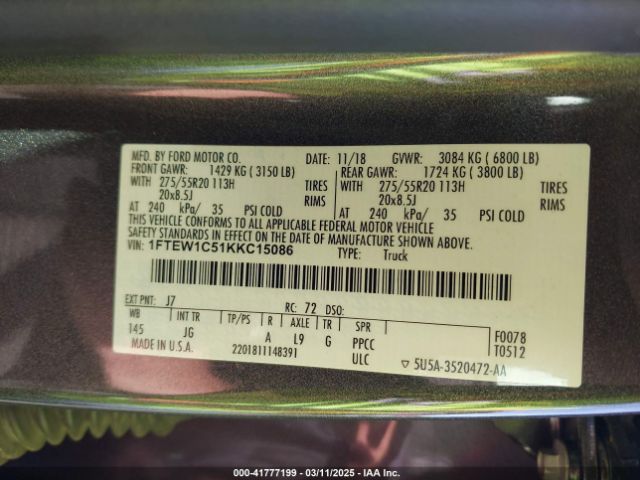 MFD. BY FORD MOTOR CO. DATE: 11/18 GVWR: 3084 KG ( 6800 LB)
FRONT GAWR: 1429 KG ( 3150 LB) REAR GAWR: 1724 KG ( 3800 LB)
WITH 275/55R20 113H TIRES WITH 275/55R20 113H TIRES
20x8.5J RIMS 20x8.5J RIMS
AT 240 kPa/ 35 PSI COLD AT 240 kPa/ 35 PSI COLD
THIS VEHICLE CONFORMS TO ALL APPLICABLE FEDERAL MOTOR VEHICLE
SAFETY STANDARDS IN EFFECT ON THE DATE OF MANUFACTURE SHOWN ABOVE.
VIN: 1FTEW1C51KKC15086 TYPE: Truck
EXT PNT: J7 RC: 72 DSO:
WB INT TR TP/PS R AXLE TR SPR
145 JG A L9 G PPCC F0078
MADE IN U.S.A. 2201811148391 ULC T0512
▽ 5U5A-3520472-AA
000-41777199 - 03/11/2025 - IAA Inc.